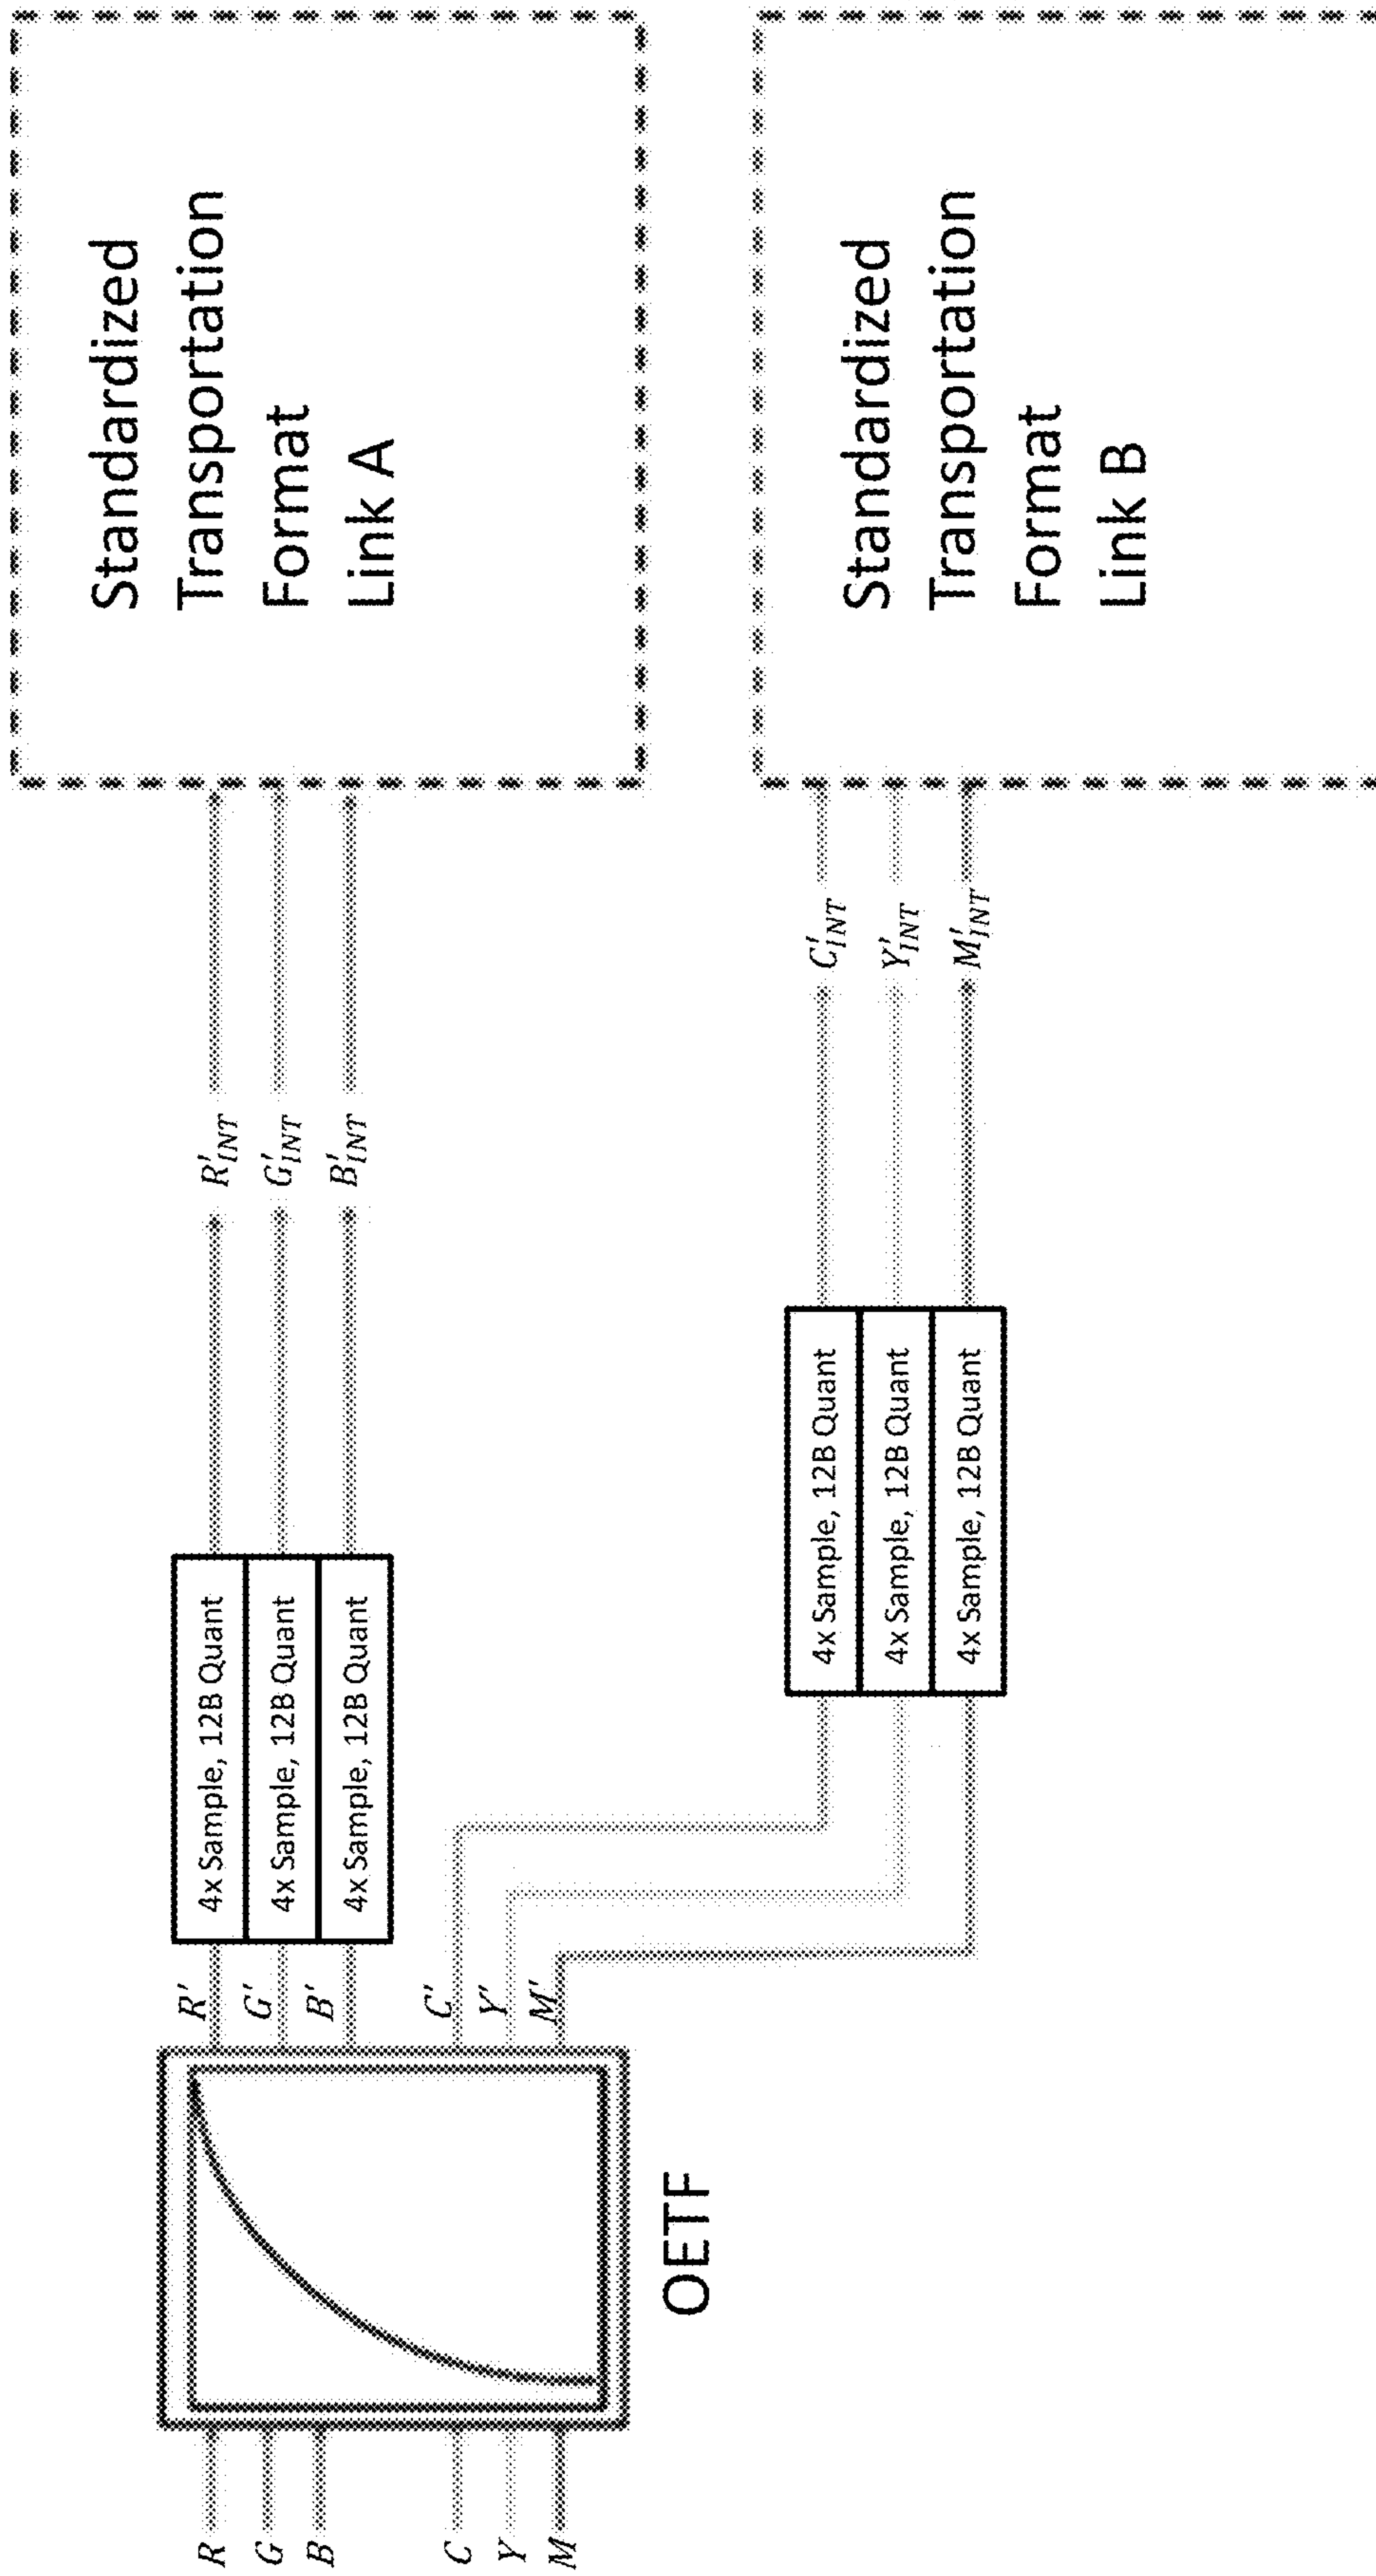 R
G
B
C
Y
M
OETF
R'
G'
B'
C'
Y'
M'
4x Sample, 12B Quant
4x Sample, 12B Quant
4x Sample, 12B Quant
4x Sample, 12B Quant
4x Sample, 12B Quant
4x Sample, 12B Quant
R'INT
G'INT
B'INT
C'INT
Y'INT
M'INT
Standardized
Transportation
Format
Link A
Standardized
Transportation
Format
Link B